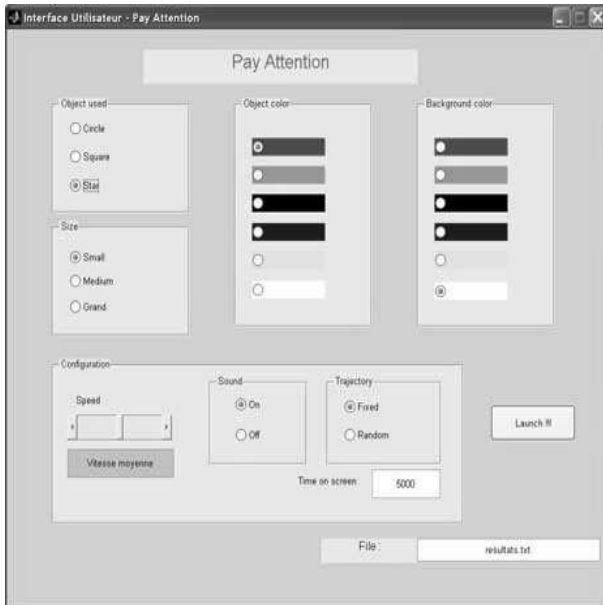 Interface Utilisateur - Pay Attention
Pay Attention
Object used
Circle
Square
Star
Size
Small
Medium
Grand
Object color
Background color
Configuration
Speed
Vitesse moyenne
Sound
On
Off
Trajectory
Fixed
Random
Time on screen
5000
Launch !!!
File :
resultats.txt